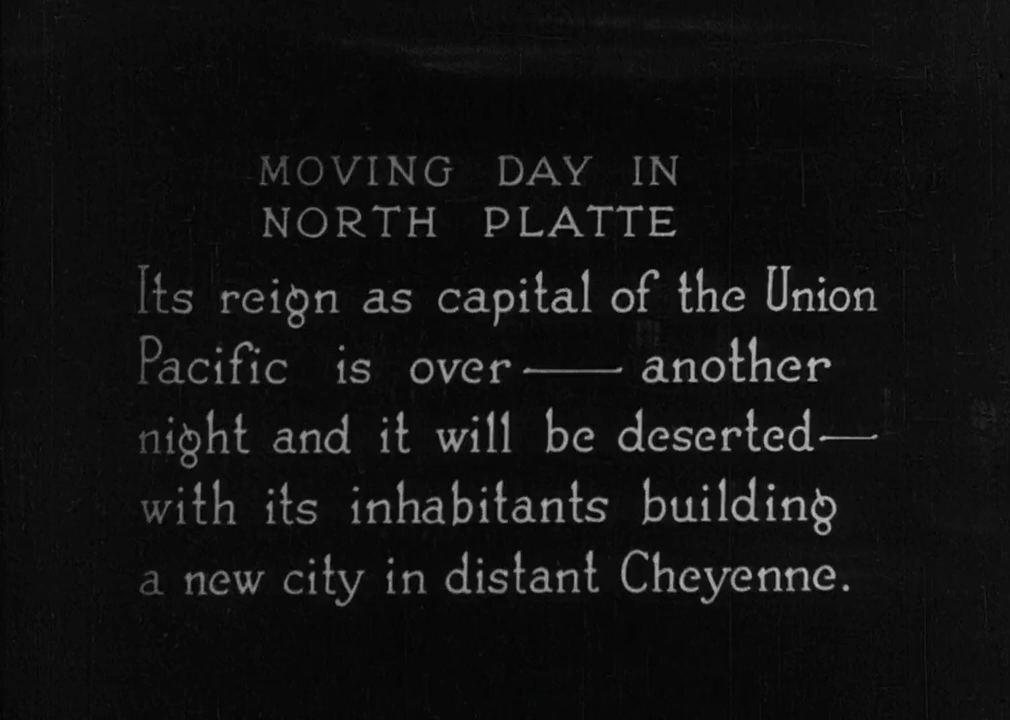 MOVING DAY IN
NORTH PLATTE
Its reign as capital of the Union
Pacific is over—— another
night and it will be deserted—
with its inhabitants building
a new city in distant Cheyenne.